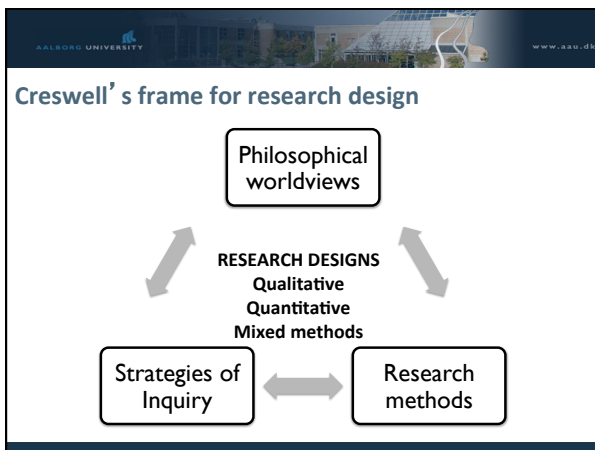 AALBORG UNIVERSITY
www.aau.dk
Creswell’s frame for research design
Philosophical
worldviews
RESEARCH DESIGNS
Qualitative
Quantitative
Mixed methods
Strategies of
Inquiry
Research
methods